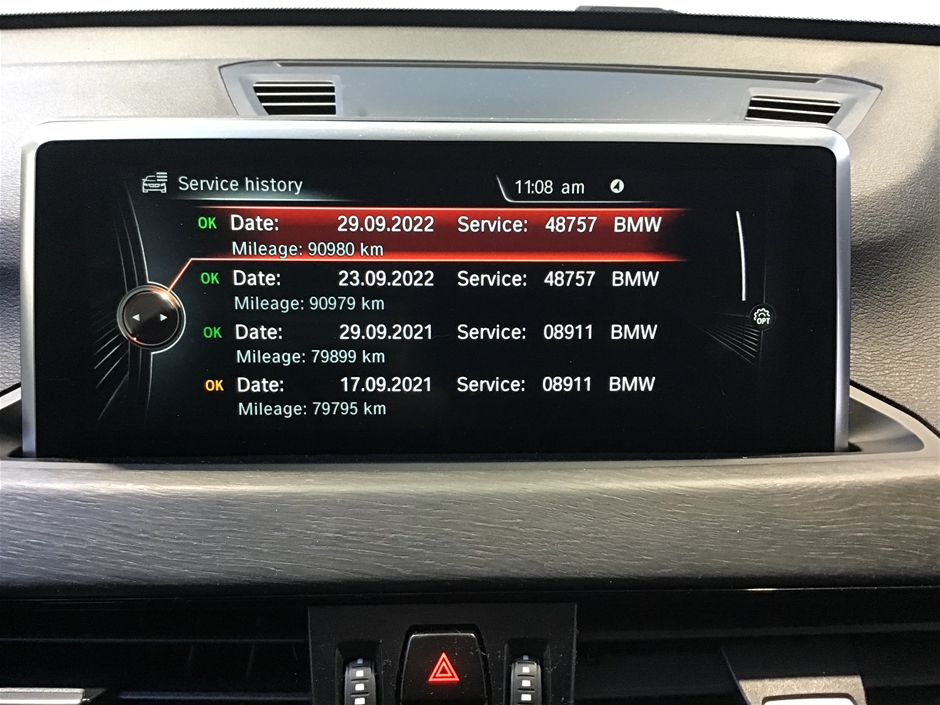 Service history
11:08 am
OK Date: 29.09.2022 Service: 48757 BMW
Mileage: 90980 km
OK Date: 23.09.2022 Service: 48757 BMW
Mileage: 90979 km
OPT
OK Date: 29.09.2021 Service: 08911 BMW
Mileage: 79899 km
OK Date: 17.09.2021 Service: 08911 BMW
Mileage: 79795 km